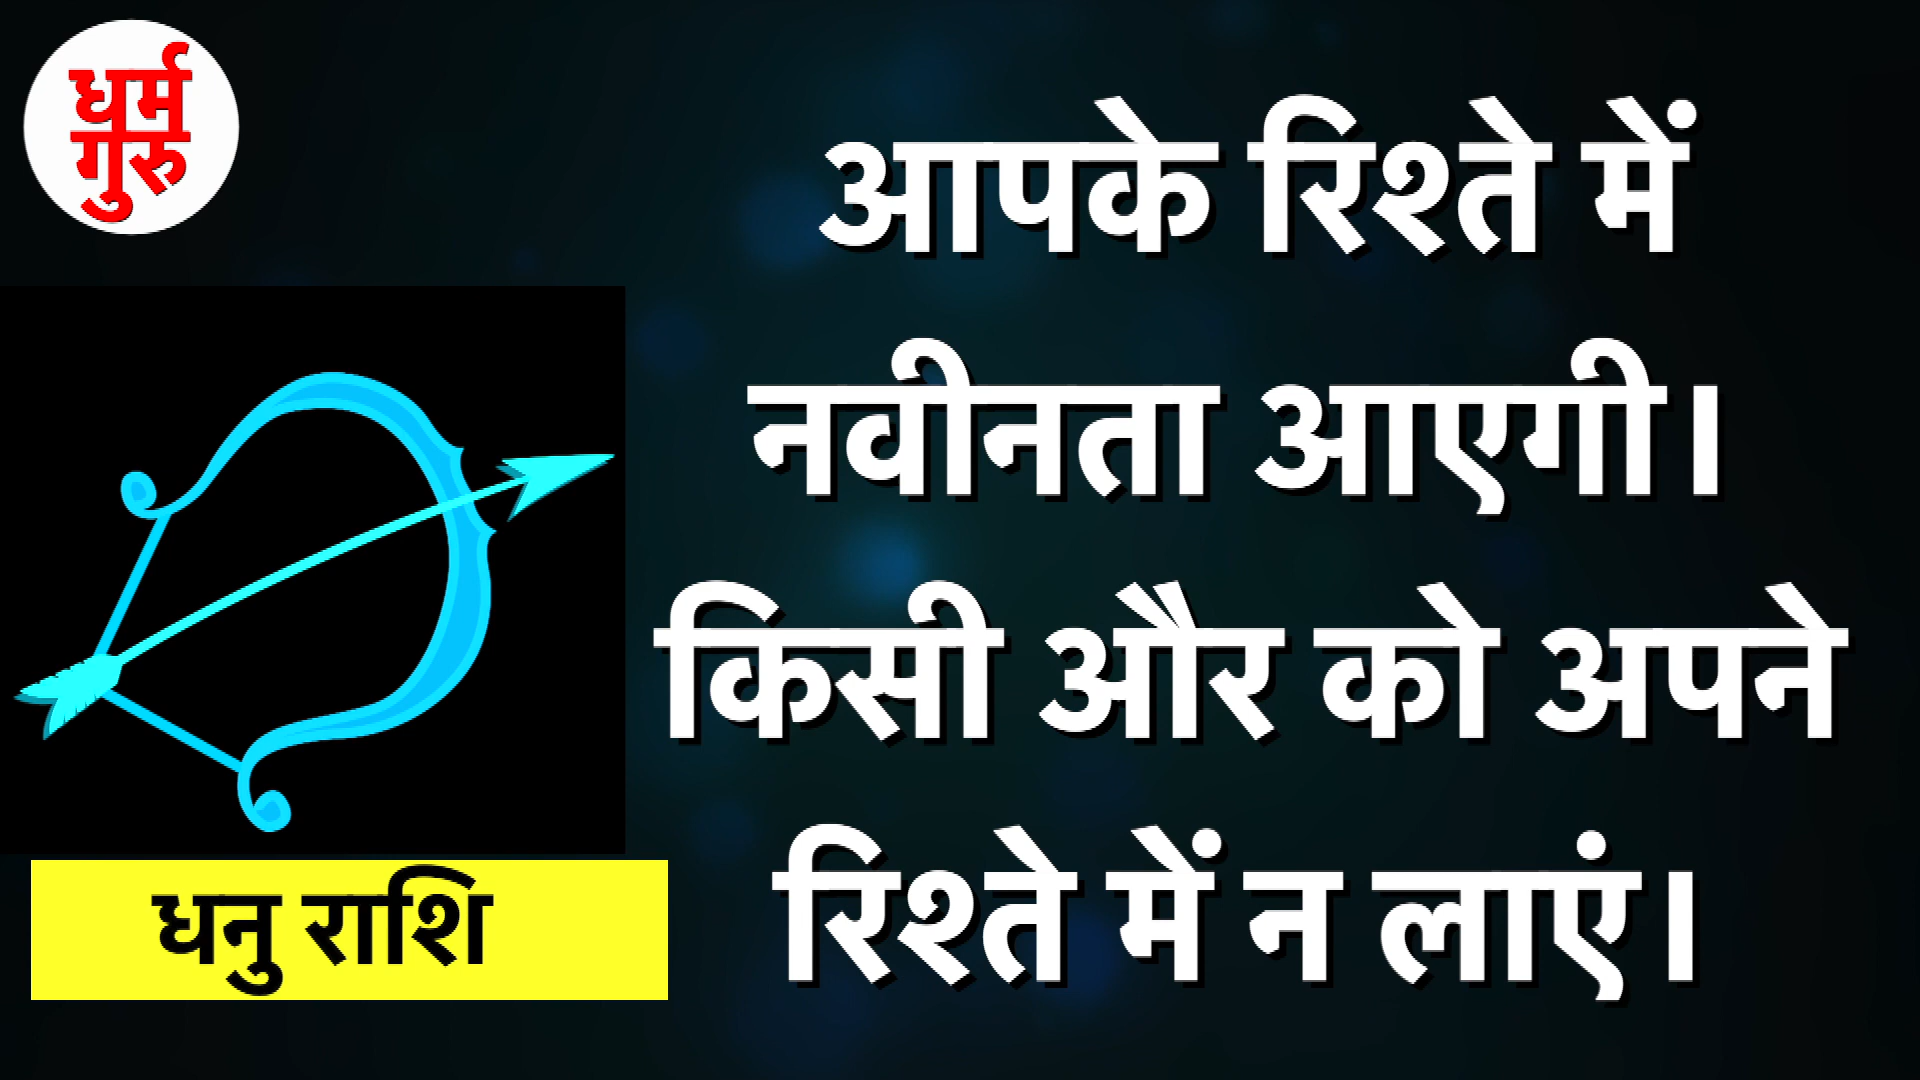 धर्म
गुरु
आपके रिश्ते में
नवीनता आएगी।
किसी और को अपने
रिश्ते में न लाएं।
धनु राशि